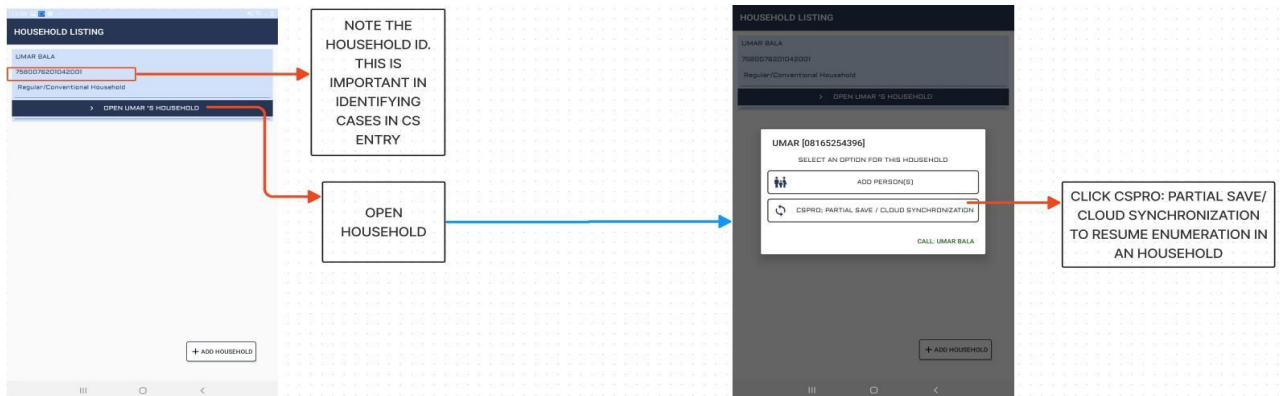 HOUSEHOLD LISTING
UMAR BALA
7580076201042001
Regular/Conventional Household
> OPEN UMAR 'S HOUSEHOLD
+ ADD HOUSEHOLD
NOTE THE
HOUSEHOLD ID.
THIS IS
IMPORTANT IN
IDENTIFYING
CASES IN CS
ENTRY
OPEN
HOUSEHOLD
HOUSEHOLD LISTING
UMAR BALA
7580076201042001
Regular/Conventional Household
> OPEN UMAR 'S HOUSEHOLD
UMAR [08165254396]
SELECT AN OPTION FOR THIS HOUSEHOLD
ADD PERSON(S)
CSPRO: PARTIAL SAVE / CLOUD SYNCHRONIZATION
CALL: UMAR BALA
+ ADD HOUSEHOLD
CLICK CSPRO: PARTIAL SAVE/
CLOUD SYNCHRONIZATION
TO RESUME ENUMERATION IN
AN HOUSEHOLD